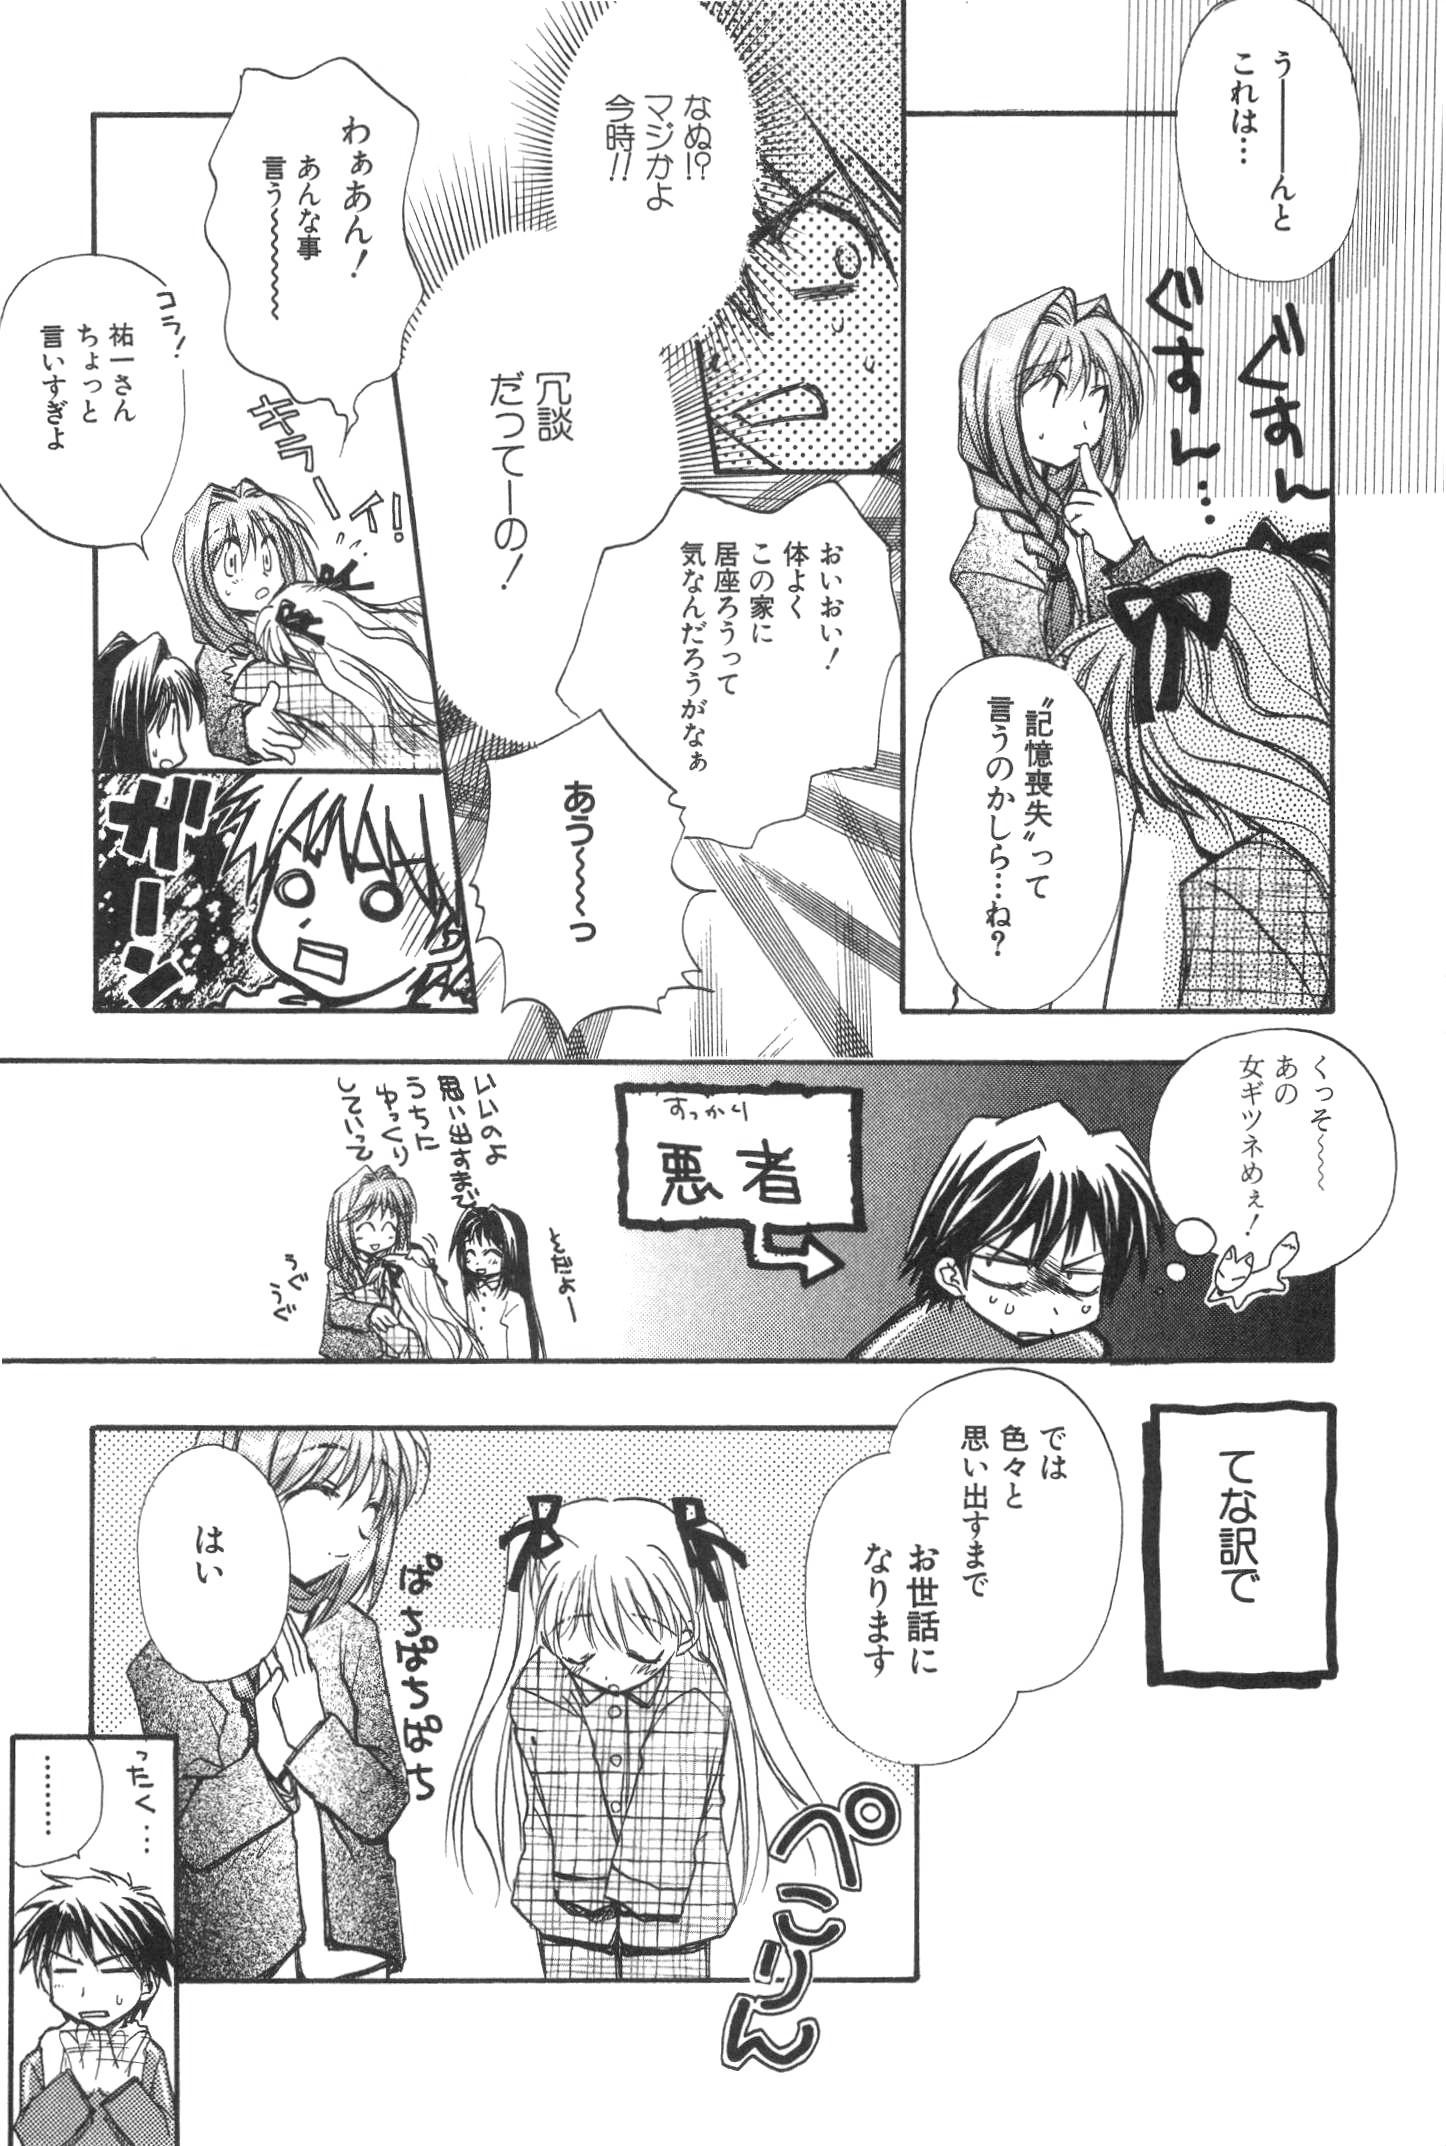 うーーんと
これは…
ぐすん
ぐすん…
“記憶喪失”って
言うのかしら…ね?
なぬ!?
マジかよ
今時!!
冗談
だってーの!
おいおい!
体よく
この家に
居座ろうって
気なんだろうがなぁ
あう～～～っ
わぁあん!
あんな事
言う～～～～
コラ!
祐一さん
ちょっと
言いすぎよ
キラーイ!
ガーン
くっそ～～～
あの
女ギツネめぇ!
すっかり
悪者
いいのよ
思い出すまで
うちに
ゆっくり
していって
とだよー
うぐ
うぐ
てな訳で
では
色々と
思い出すまで
お世話に
なります
ぺこりん
ぱちぱちぱち
はい
ったく…
………